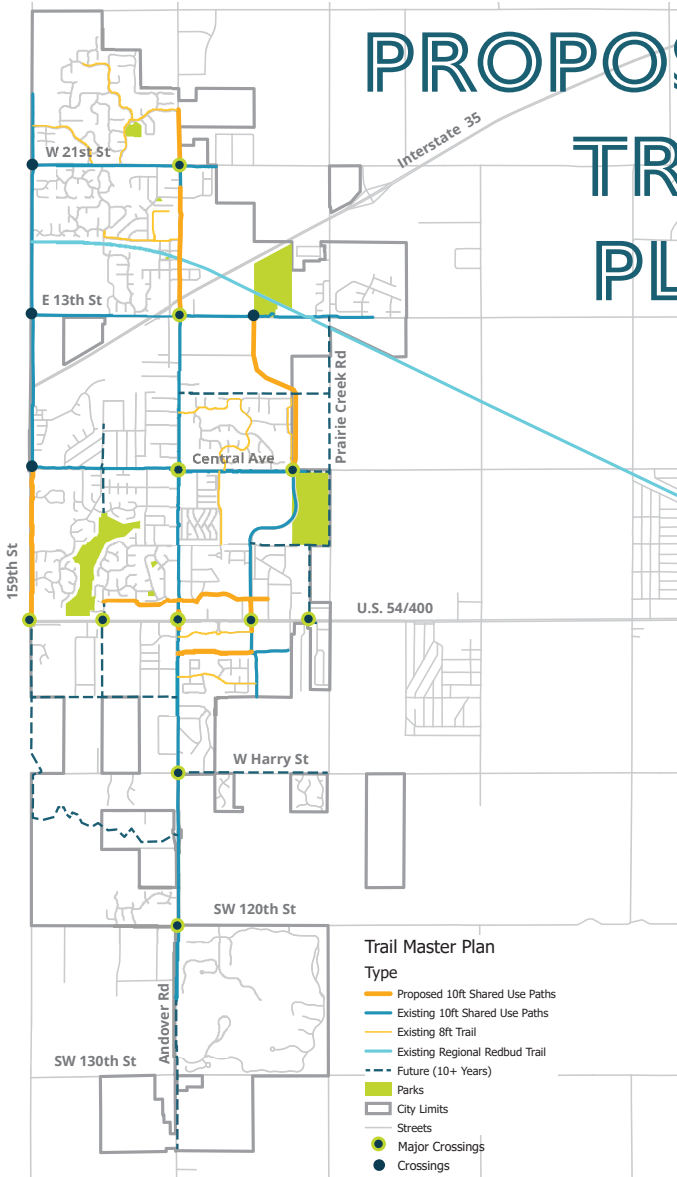 PROPOS
TR
PL
Interstate 35
W 21st St
E 13th St
Prairie Creek Rd
Central Ave
159th St
U.S. 54/400
W Harry St
SW 120th St
Andover Rd
SW 130th St
Trail Master Plan
Type
Proposed 10ft Shared Use Paths
Existing 10ft Shared Use Paths
Existing 8ft Trail
Existing Regional Redbud Trail
Future (10+ Years)
Parks
City Limits
Streets
Major Crossings
Crossings